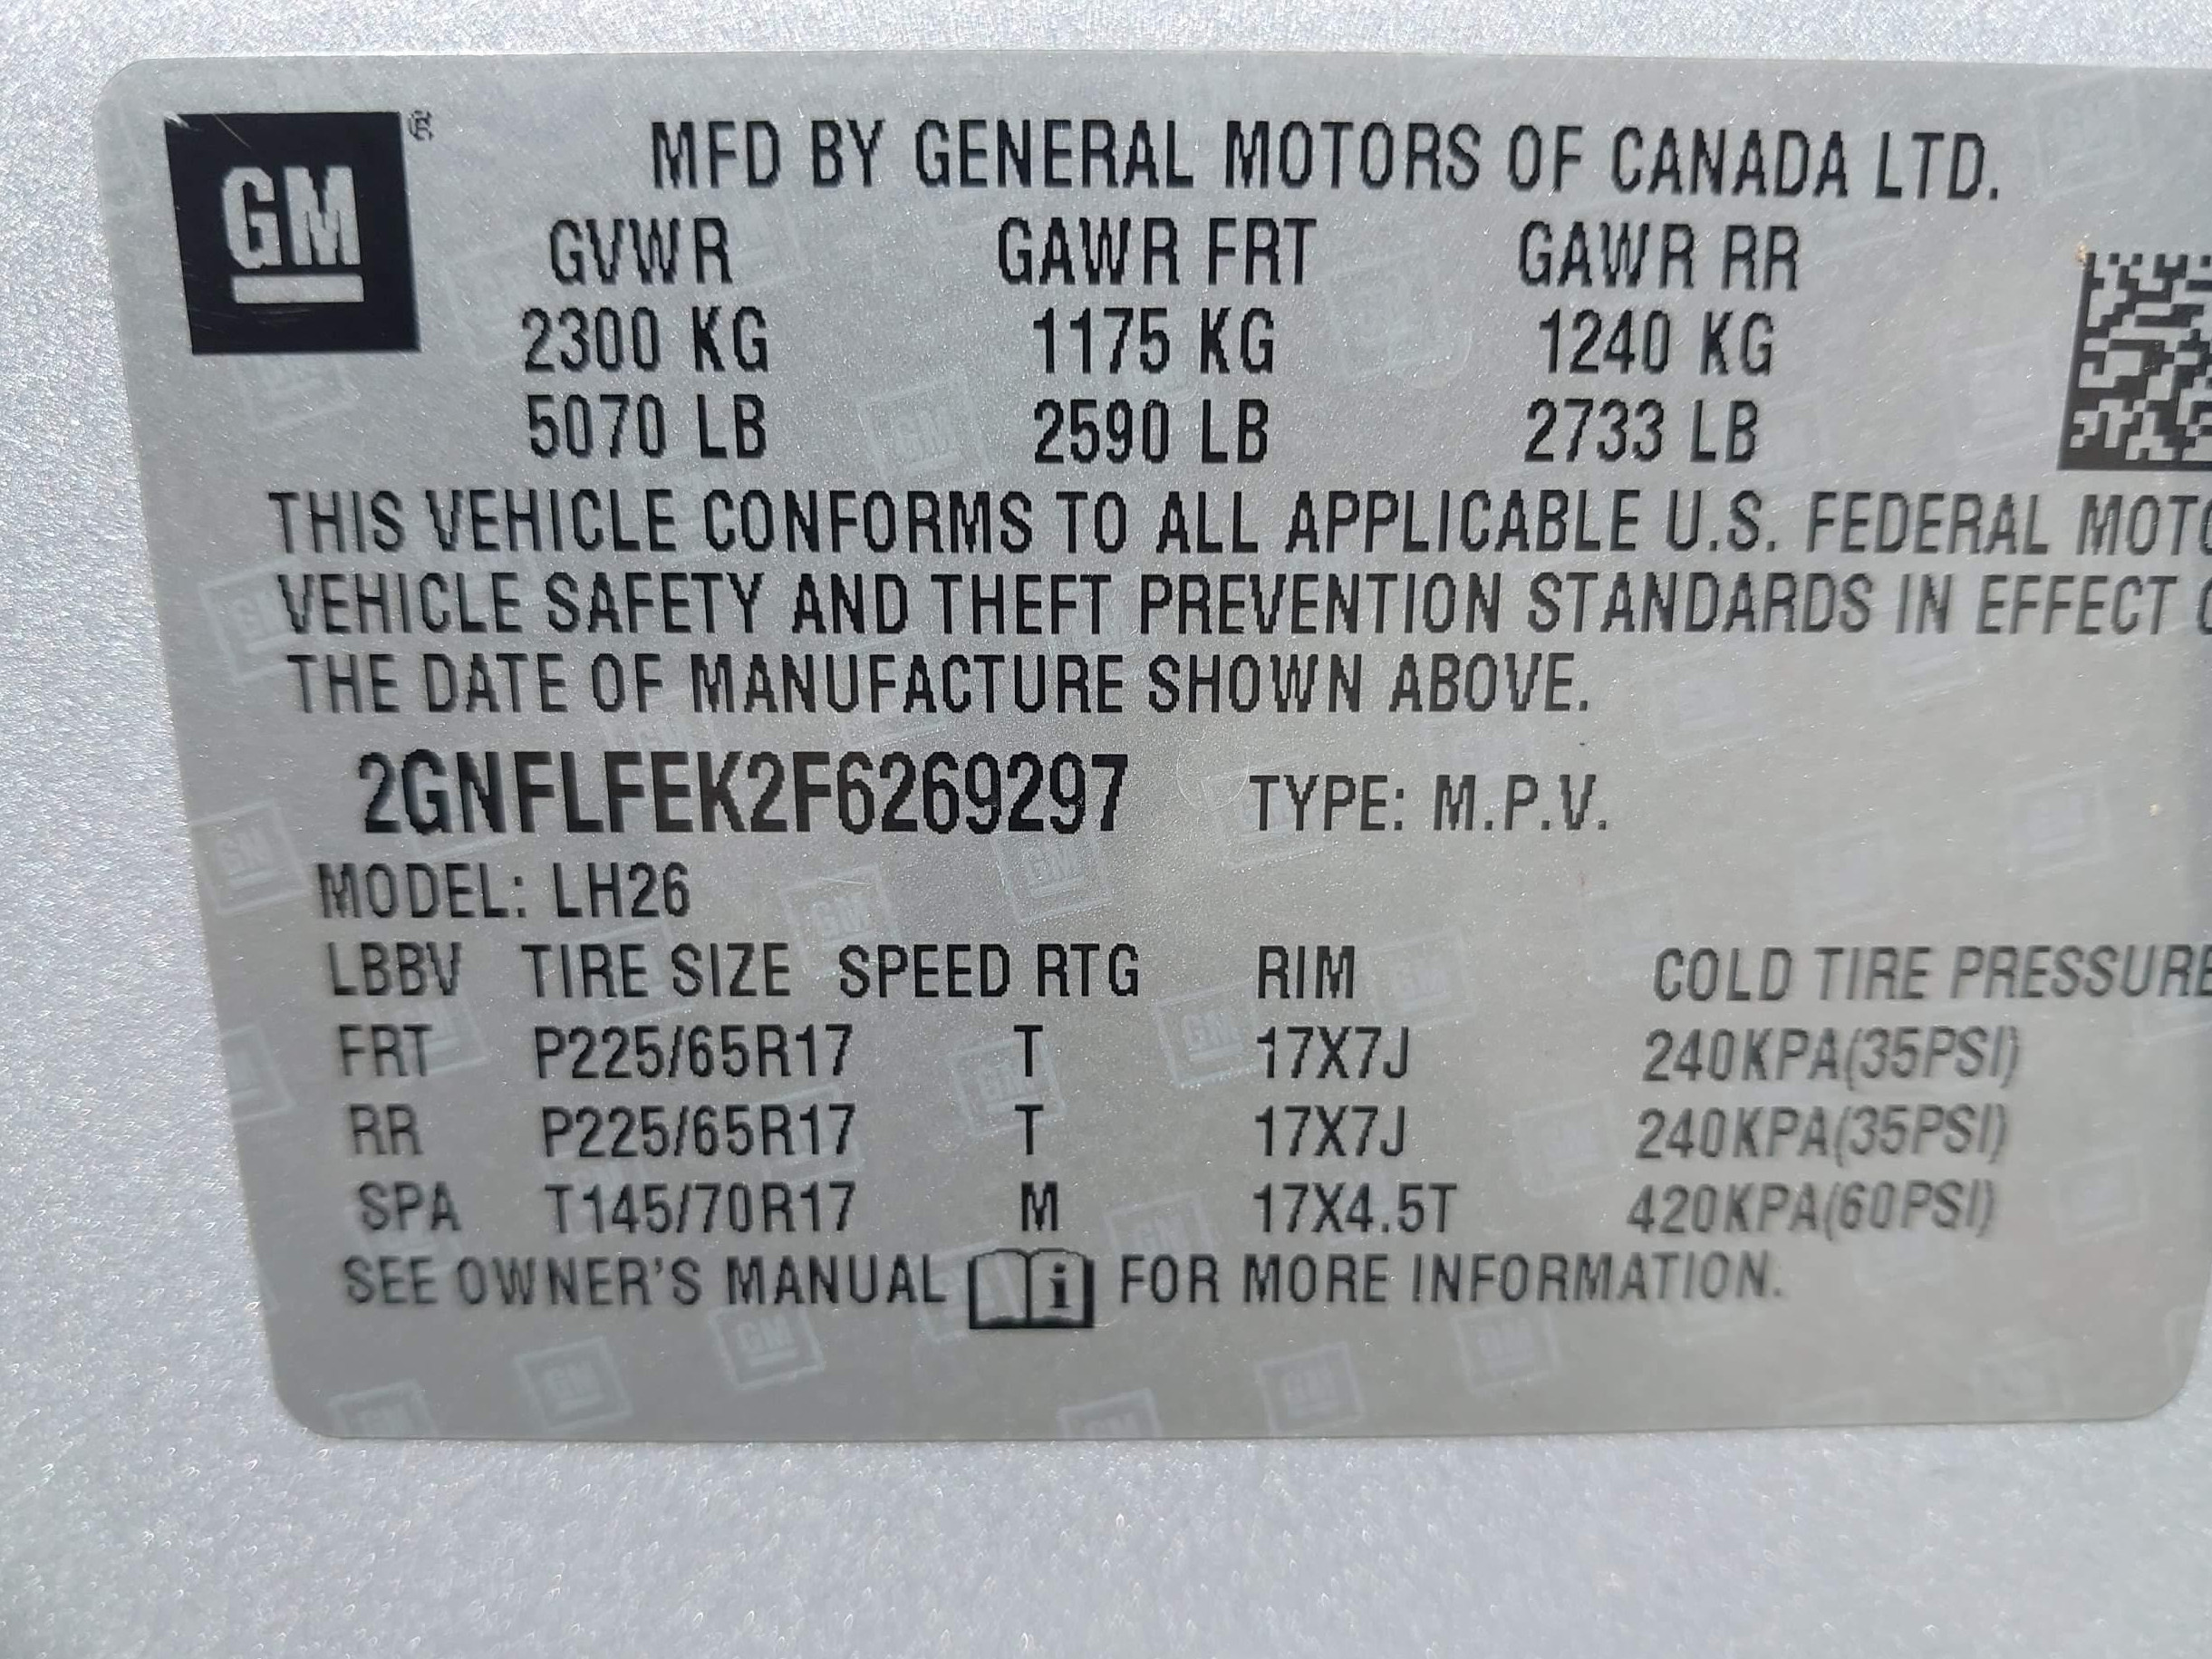 GM ®
MFD BY GENERAL MOTORS OF CANADA LTD.
GVWR GAWR FRT GAWR RR
2300 KG 1175 KG 1240 KG
5070 LB 2590 LB 2733 LB
THIS VEHICLE CONFORMS TO ALL APPLICABLE U.S. FEDERAL MOTO
VEHICLE SAFETY AND THEFT PREVENTION STANDARDS IN EFFECT
THE DATE OF MANUFACTURE SHOWN ABOVE.
2GNFLFEK2F6269297 TYPE: M.P.V.
MODEL: LH26
LBBV TIRE SIZE SPEED RTG RIM COLD TIRE PRESSURE
FRT P225/65R17 T 17X7J 240KPA(35PSI)
RR P225/65R17 T 17X7J 240KPA(35PSI)
SPA T145/70R17 M 17X4.5T 420KPA(60PSI)
SEE OWNER'S MANUAL i FOR MORE INFORMATION.